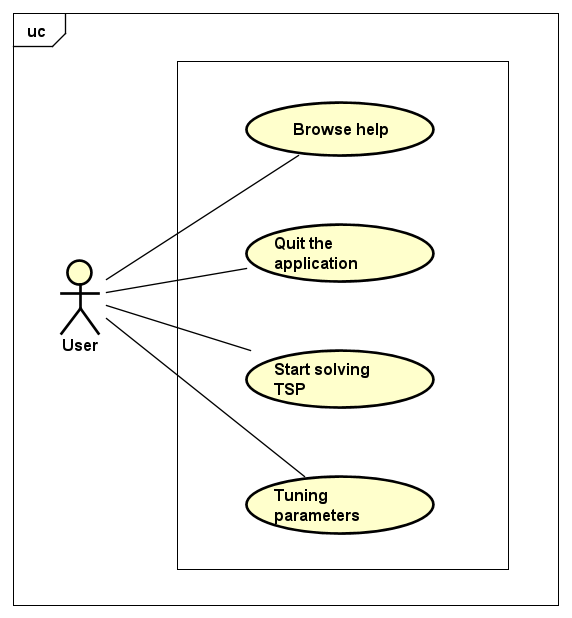 uc
Browse help
Quit the
application
User
Start solving
TSP
Tuning
parameters